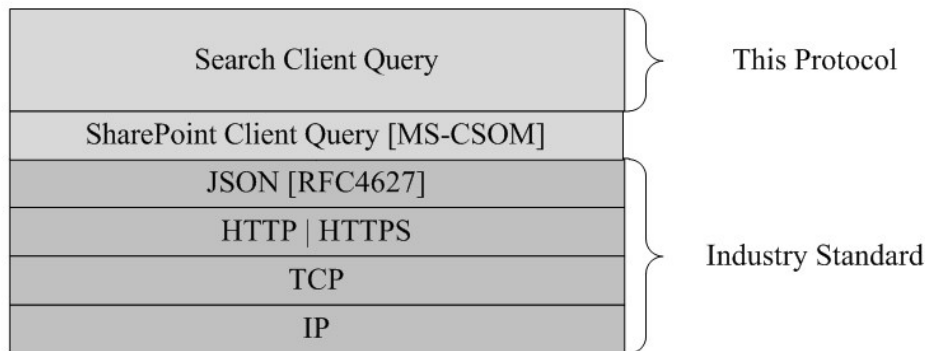 Search Client Query
This Protocol
SharePoint Client Query [MS-CSOM]
JSON [RFC4627]
HTTP | HTTPS
Industry Standard
TCP
IP